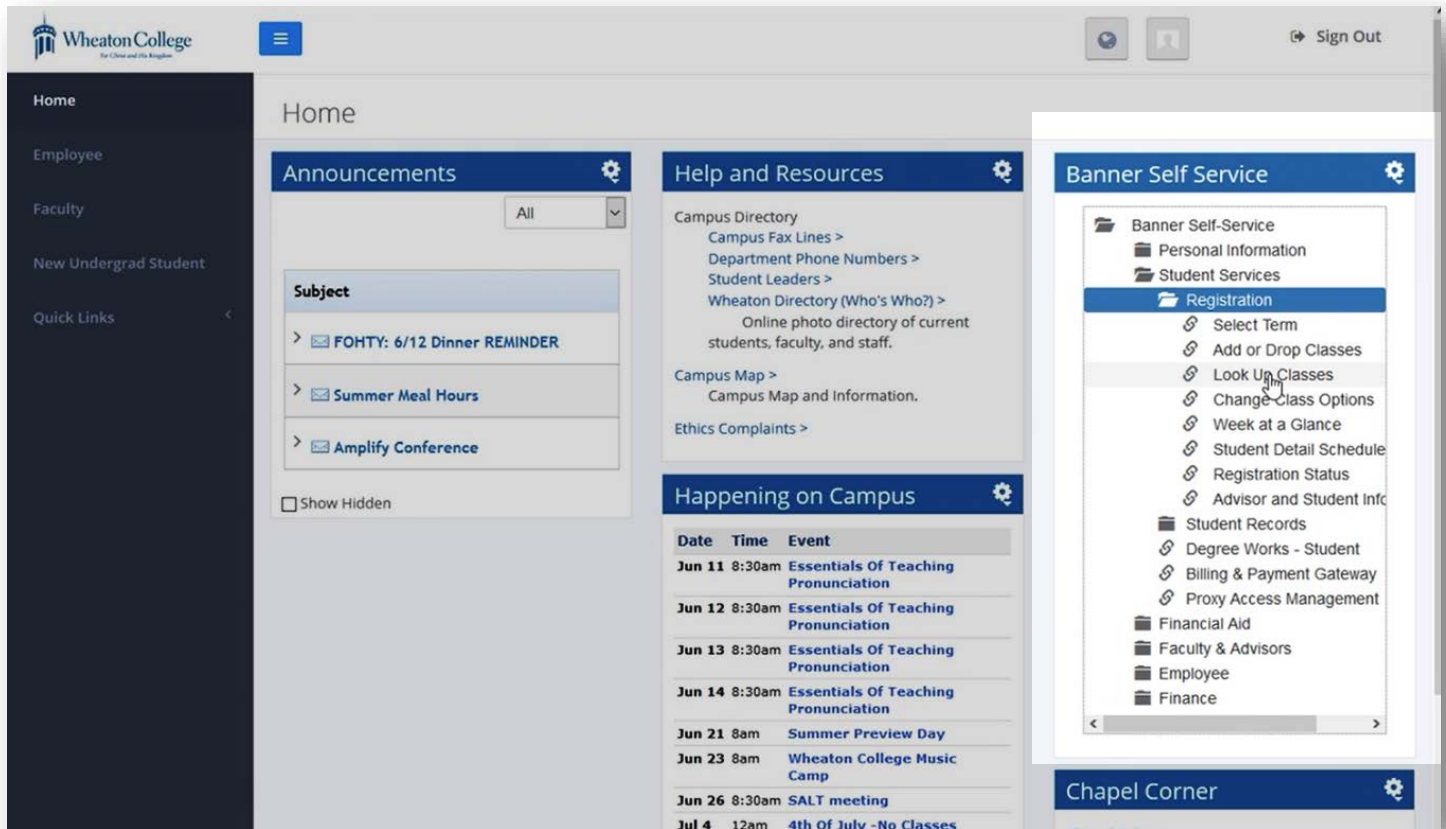 Wheaton College
For Christ and His Kingdom
Sign Out
Home
Employee
Faculty
New Undergrad Student
Quick Links
Home
Announcements
All
Subject
FOHTY: 6/12 Dinner REMINDER
Summer Meal Hours
Amplify Conference
Show Hidden
Help and Resources
Campus Directory
Campus Fax Lines >
Department Phone Numbers >
Student Leaders >
Wheaton Directory (Who's Who?) >
Online photo directory of current
students, faculty, and staff.
Campus Map >
Campus Map and Information.
Ethics Complaints >
Happening on Campus
Date Time Event
Jun 11 8:30am Essentials Of Teaching
Pronunciation
Jun 12 8:30am Essentials Of Teaching
Pronunciation
Jun 13 8:30am Essentials Of Teaching
Pronunciation
Jun 14 8:30am Essentials Of Teaching
Pronunciation
Jun 21 8am Summer Preview Day
Jun 23 8am Wheaton College Music
Camp
Jun 26 8:30am SALT meeting
Jul 4 12am 4th Of July -No Classes
Banner Self Service
Banner Self-Service
Personal Information
Student Services
Registration
Select Term
Add or Drop Classes
Look Up Classes
Change Class Options
Week at a Glance
Student Detail Schedule
Registration Status
Advisor and Student Info
Student Records
Degree Works - Student
Billing & Payment Gateway
Proxy Access Management
Financial Aid
Faculty & Advisors
Employee
Finance
Chapel Corner